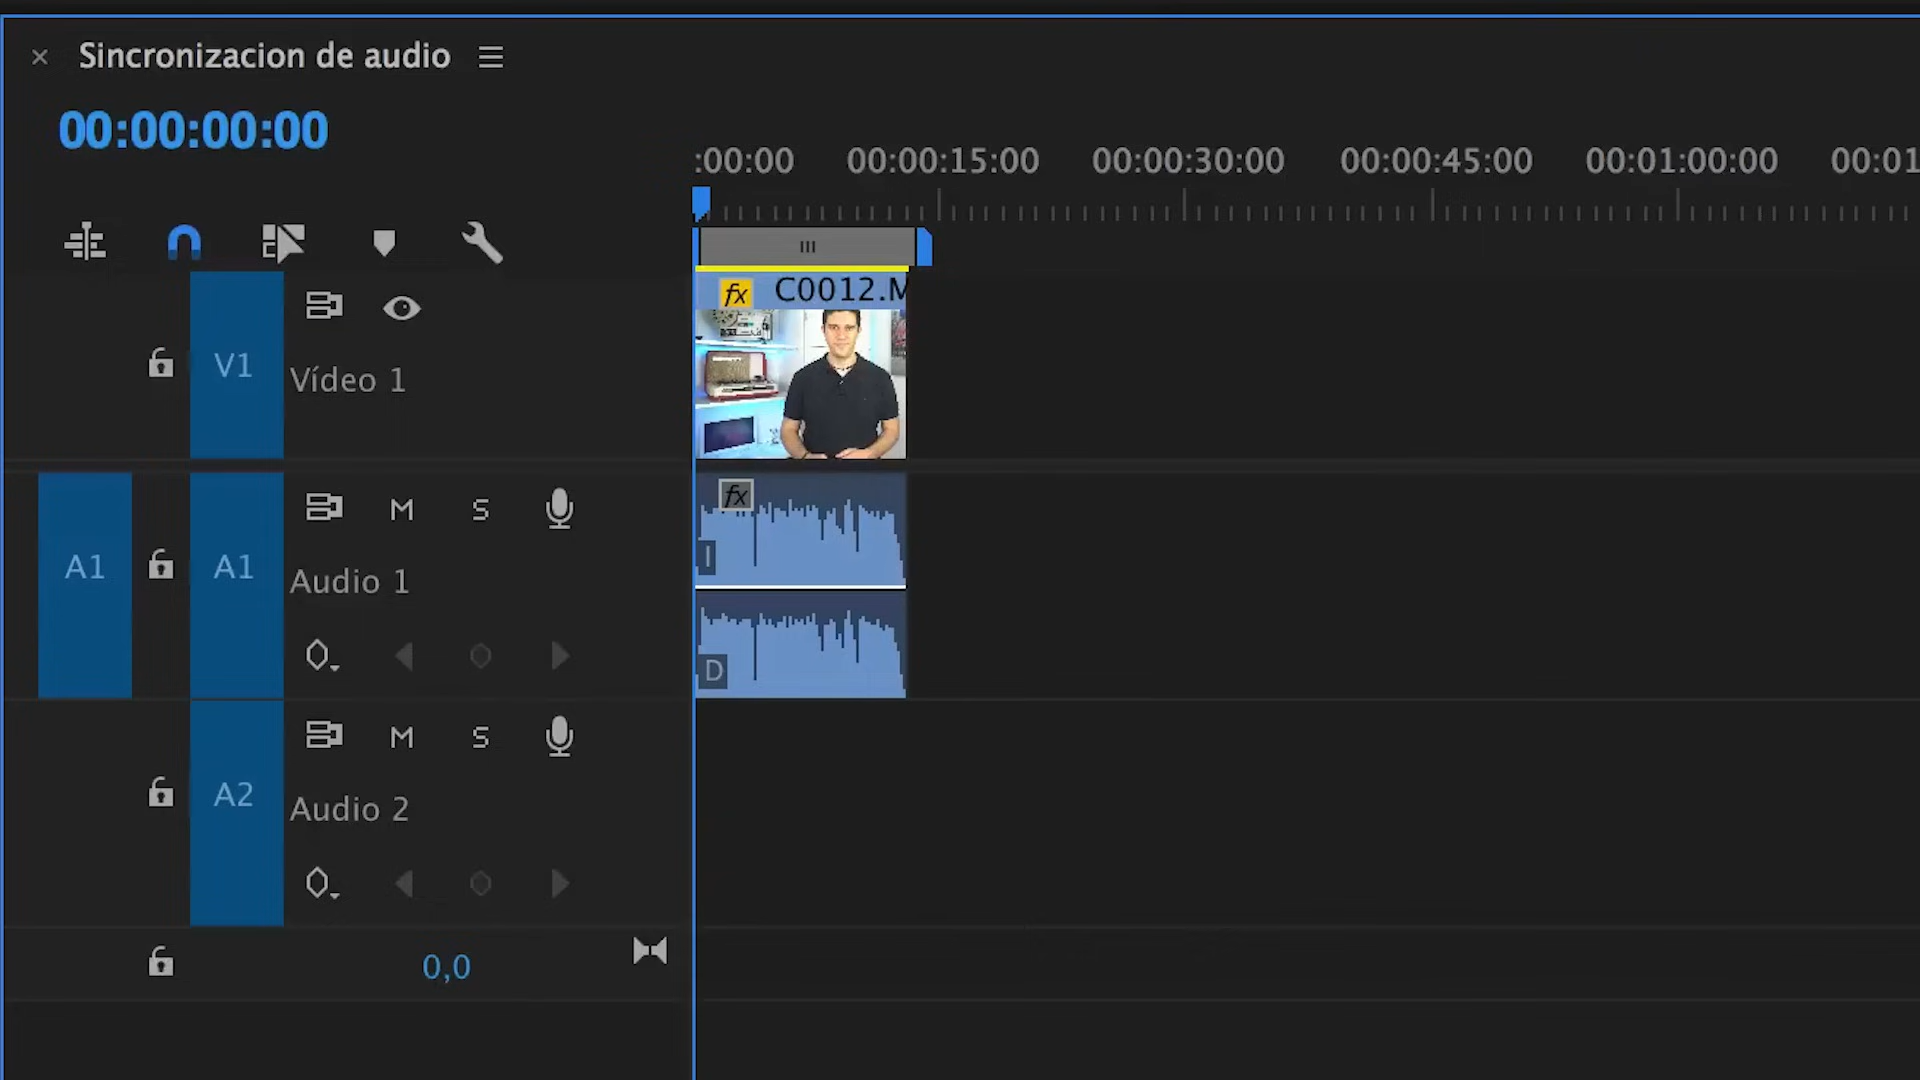 Sincronizacion de audio
00:00:00:00
:00:00 00:00:15:00 00:00:30:00 00:00:45:00 00:01:00:00 00:01
fx C0012.M
V1 Vídeo 1
A1 A1 M S
Audio 1
fx
I
D
A2 M S
Audio 2
0,0